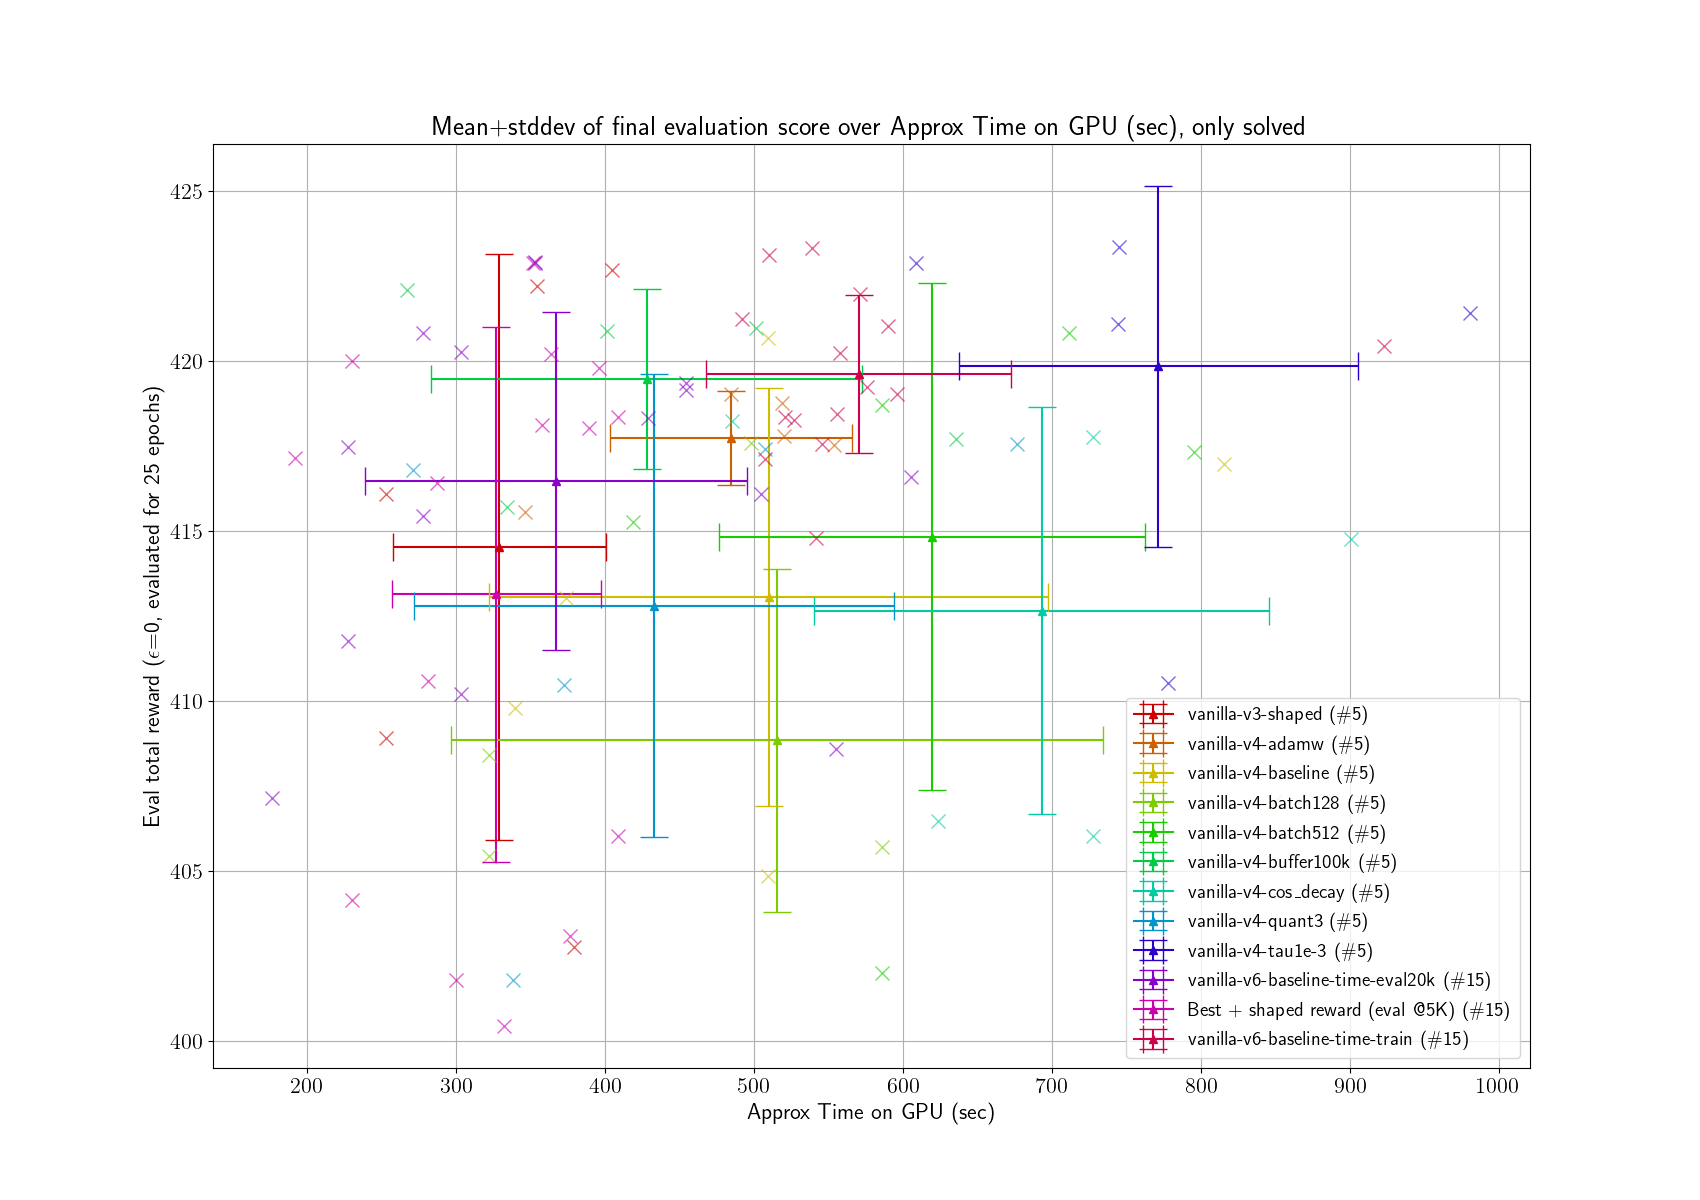 Mean+stddev of final evaluation score over Approx Time on GPU (sec), only solved
Eval total reward (ϵ=0, evaluated for 25 epochs)
425
420
415
410
405
400
200 300 400 500 600 700 800 900 1000
Approx Time on GPU (sec)
vanilla-v3-shaped (#5)
vanilla-v4-adamw (#5)
vanilla-v4-baseline (#5)
vanilla-v4-batch128 (#5)
vanilla-v4-batch512 (#5)
vanilla-v4-buffer100k (#5)
vanilla-v4-cos_decay (#5)
vanilla-v4-quant3 (#5)
vanilla-v4-tau1e-3 (#5)
vanilla-v6-baseline-time-eval20k (#15)
Best + shaped reward (eval @5K) (#15)
vanilla-v6-baseline-time-train (#15)